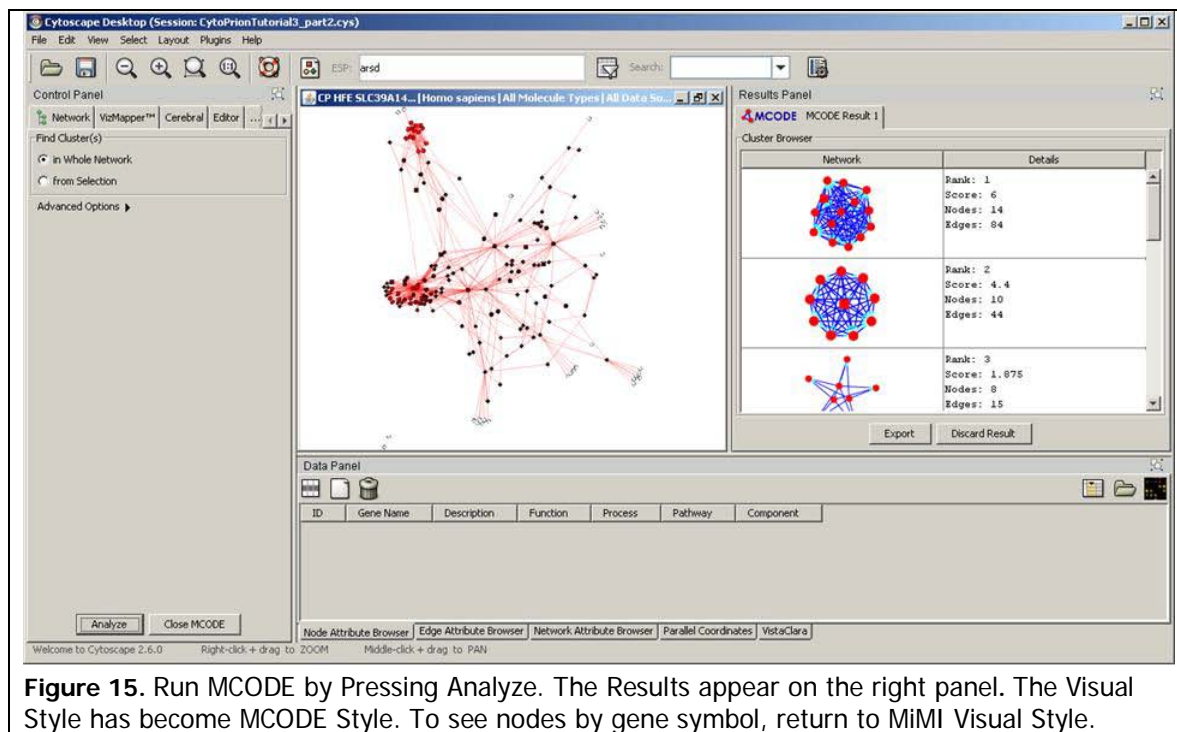 Cytoscape Desktop (Session: CytoPrionTutorial3_part2.cys)
File Edit View Select Layout Plugins Help
ESP: arsd Search:
Control Panel
Network VizMapper™ Cerebral Editor ...
Find Cluster(s)
in Whole Network
from Selection
Advanced Options
Analyze Close MCODE
CP HFE SLC39A14... [Homo sapiens|All Molecule Types|All Data So...
Results Panel
MCODE MCODE Result 1
Cluster Browser
Network Details
Rank: 1
Score: 6
Nodes: 14
Edges: 84
Rank: 2
Score: 4.4
Nodes: 10
Edges: 44
Rank: 3
Score: 1.875
Nodes: 8
Edges: 15
Export Discard Result
Data Panel
ID Gene Name Description Function Process Pathway Component
Node Attribute Browser Edge Attribute Browser Network Attribute Browser Parallel Coordinates VistaClara
Welcome to Cytoscape 2.6.0 Right-click + drag to ZOOM Middle-click + drag to PAN
Figure 15. Run MCODE by Pressing Analyze. The Results appear on the right panel. The Visual
Style has become MCODE Style. To see nodes by gene symbol, return to MiMI Visual Style.